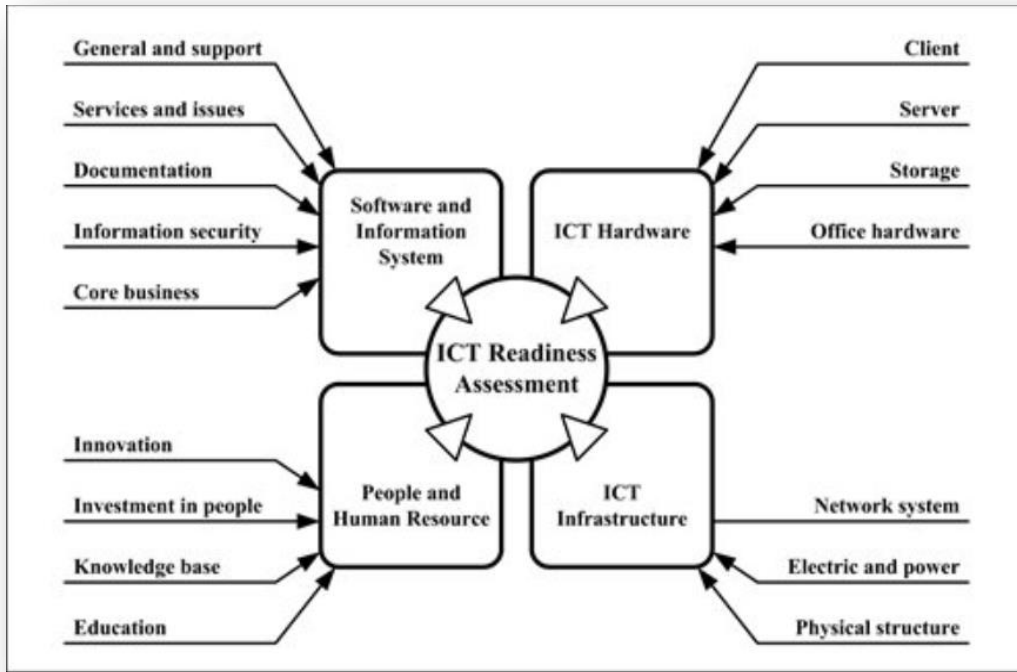 General and support
Services and issues
Documentation
Information security
Core business
Client
Server
Storage
Office hardware
Software and
Information
System
ICT Hardware
ICT Readiness
Assessment
Innovation
Investment in people
Knowledge base
Education
People and
Human Resource
ICT
Infrastructure
Network system
Electric and power
Physical structure